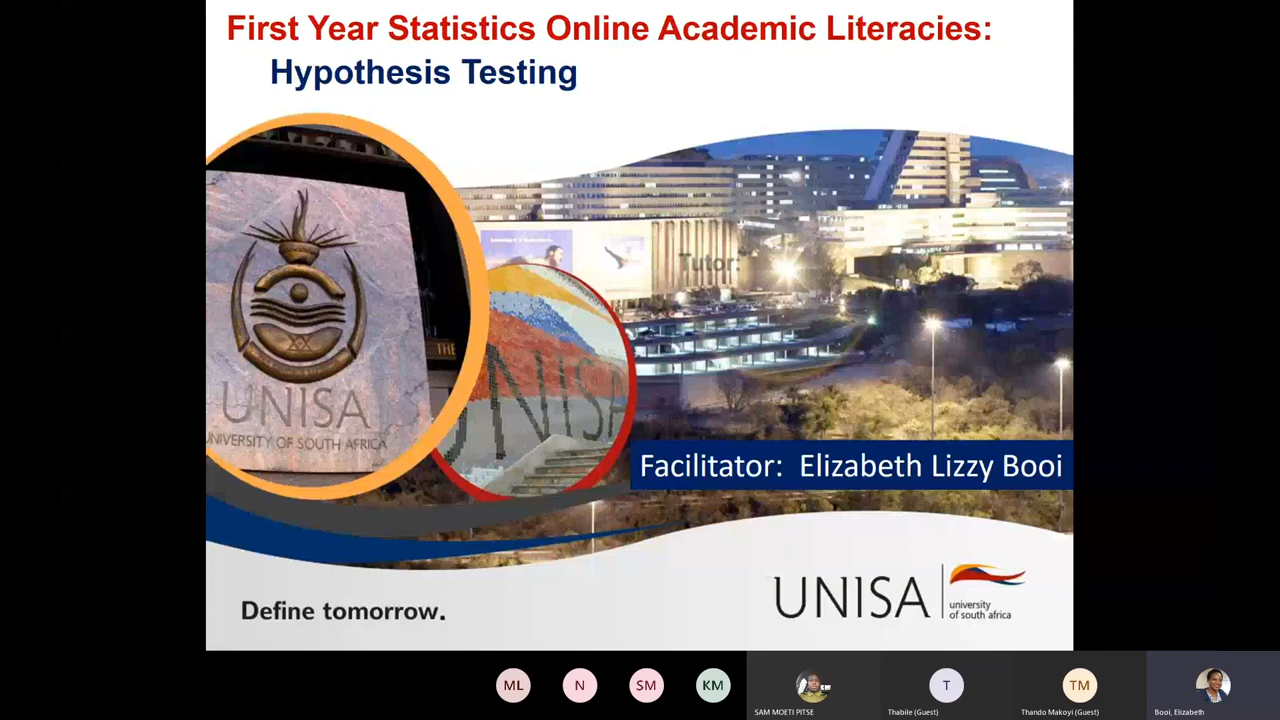 First Year Statistics Online Academic Literacies:
Hypothesis Testing
Tutor:
THE
UNISA
UNIVERSITY OF SOUTH AFRICA
UNISA
Facilitator: Elizabeth Lizzy Booi
Define tomorrow.
UNISA
university
of south africa
ML
N
SM
KM
T
TM
SAM MOETI PITSE
Thabile (Guest)
Thando Makoyi (Guest)
Booi, Elizabeth